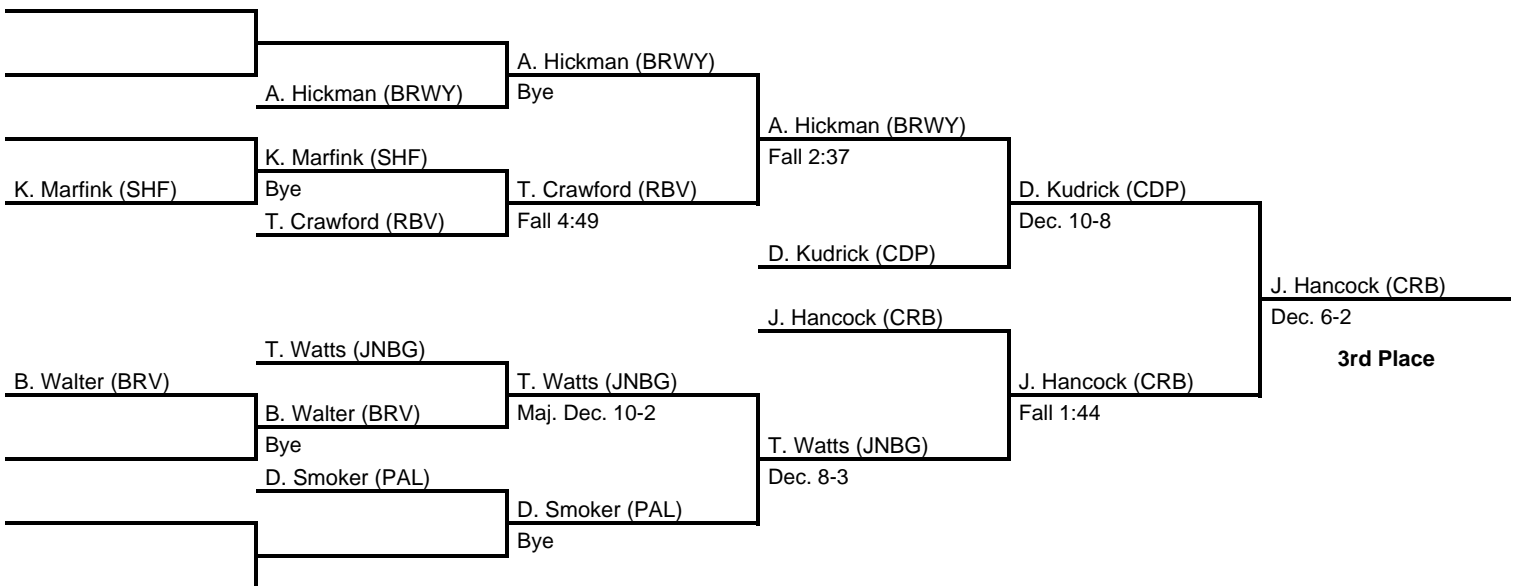 A. Hickman (BRWY)
A. Hickman (BRWY)
Bye
A. Hickman (BRWY)
K. Marfink (SHF)
Fall 2:37
K. Marfink (SHF)
Bye
T. Crawford (RBV)
D. Kudrick (CDP)
T. Crawford (RBV)
Fall 4:49
Dec. 10-8
D. Kudrick (CDP)
J. Hancock (CRB)
J. Hancock (CRB)
Dec. 6-2
T. Watts (JNBG)
3rd Place
B. Walter (BRV)
T. Watts (JNBG)
J. Hancock (CRB)
B. Walter (BRV)
Maj. Dec. 10-2
Fall 1:44
Bye
T. Watts (JNBG)
D. Smoker (PAL)
Dec. 8-3
D. Smoker (PAL)
Bye